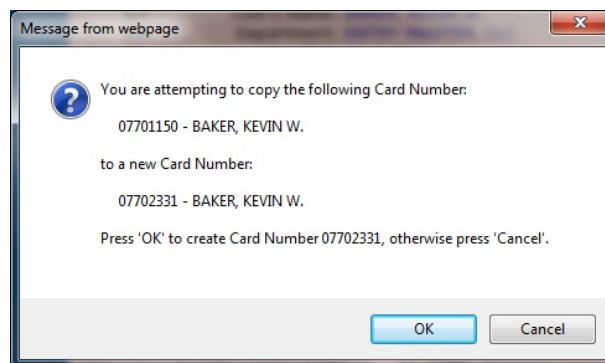 Message from webpage
You are attempting to copy the following Card Number:
07701150 - BAKER, KEVIN W.
to a new Card Number:
07702331 - BAKER, KEVIN W.
Press 'OK' to create Card Number 07702331, otherwise press 'Cancel'.
OK
Cancel